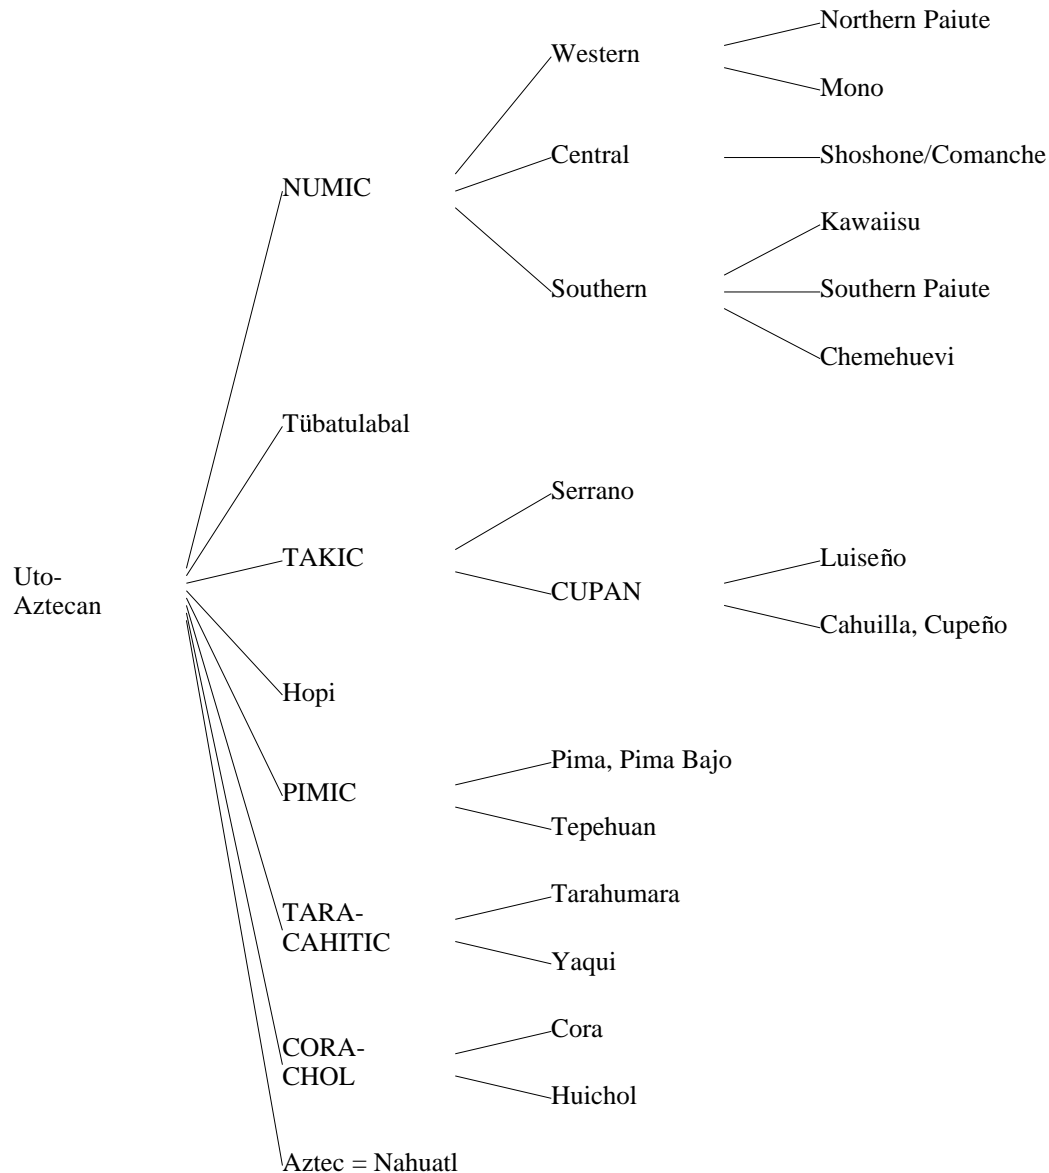 Northern Paiute
Western
Mono
Central
Shoshone/Comanche
NUMIC
Kawaiisu
Southern
Southern Paiute
Chemehuevi
Tübatulabal
Serrano
TAKIC
Luiseño
Uto-
Aztecan
CUPAN
Cahuilla, Cupeño
Hopi
Pima, Pima Bajo
PIMIC
Tepehuan
Tarahumara
TARA-
CAHITIC
Yaqui
Cora
CORA-
CHOL
Huichol
Aztec = Nahuatl